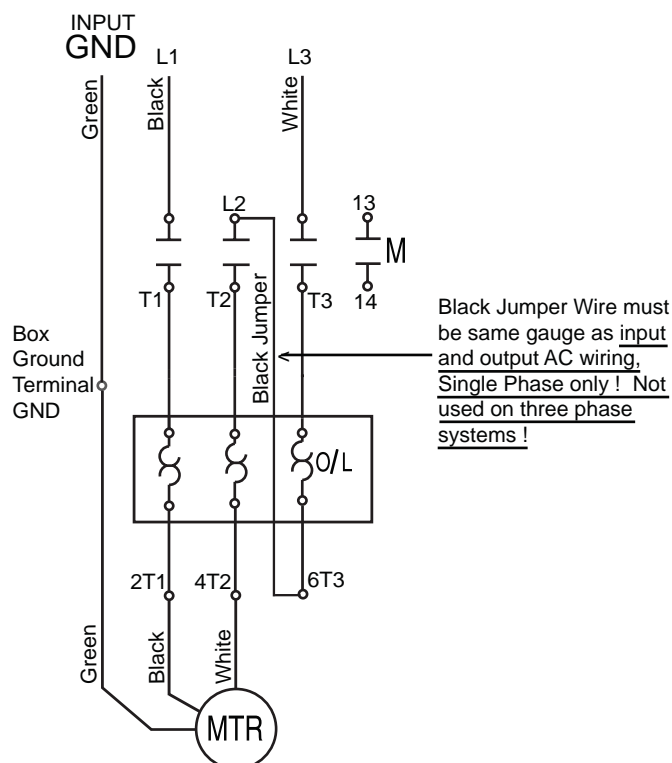 INPUT
GND
L1
L3
Green
Black
White
L2
13
M
T1
T2
T3
14
Black Jumper
Black Jumper Wire must
be same gauge as input
and output AC wiring,
Single Phase only ! Not
used on three phase
systems !
Box
Ground
Terminal
GND
O/L
2T1
4T2
6T3
Green
Black
White
MTR